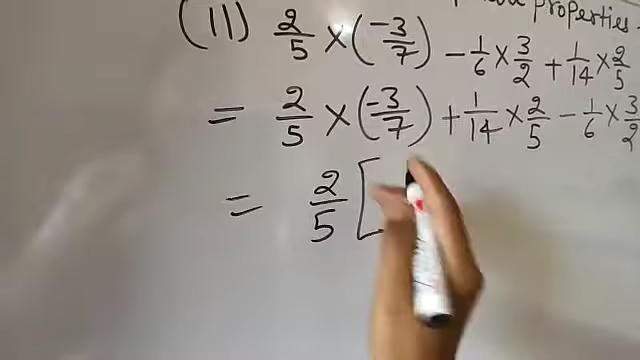 properties
(11) 2/5 × (-3/7) - 1/6 × 3/2 + 1/14 × 2/5
= 2/5 × (-3/7) + 1/14 × 2/5 - 1/6 × 3/2
= 2/5 [